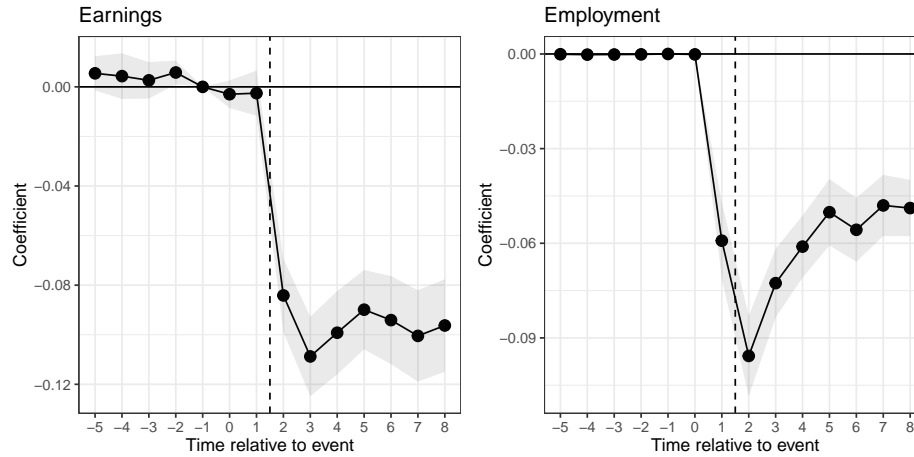 Earnings
Coefficient
0.00
−0.04
−0.08
−0.12
−5 −4 −3 −2 −1 0 1 2 3 4 5 6 7 8
Time relative to event
Employment
Coefficient
0.00
−0.03
−0.06
−0.09
−5 −4 −3 −2 −1 0 1 2 3 4 5 6 7 8
Time relative to event